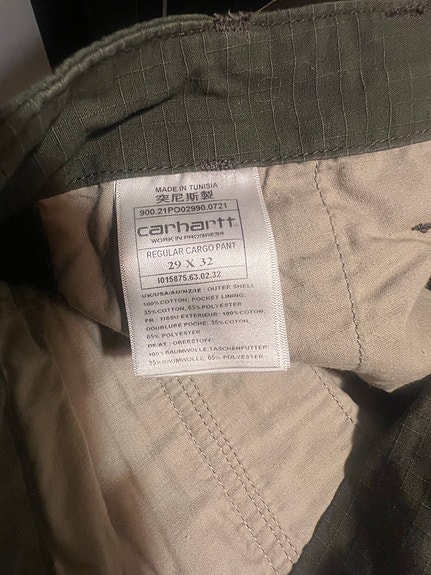 MADE IN TUNISIA
突尼斯製
900.21PO02990.0721
carhartt
WORK IN PROGRESS
REGULAR CARGO PANT
29 X 32
I015875.63.02.32
UK/USA/AU/NZ/IE : OUTER SHELL
100%COTTON, POCKET LINING:
35%COTON, 65%POLYESTER
FR : TISSU EXTERIEUR: 100%COTON,
DOUBLURE POCHE: 35%COTON,
65% POLYESTER
DE/AT : OBERSTOFF:
100%BAUMWOLLE,TASCHENFUTTER:
35%BAUMWOLLE, 65%POLYESTER